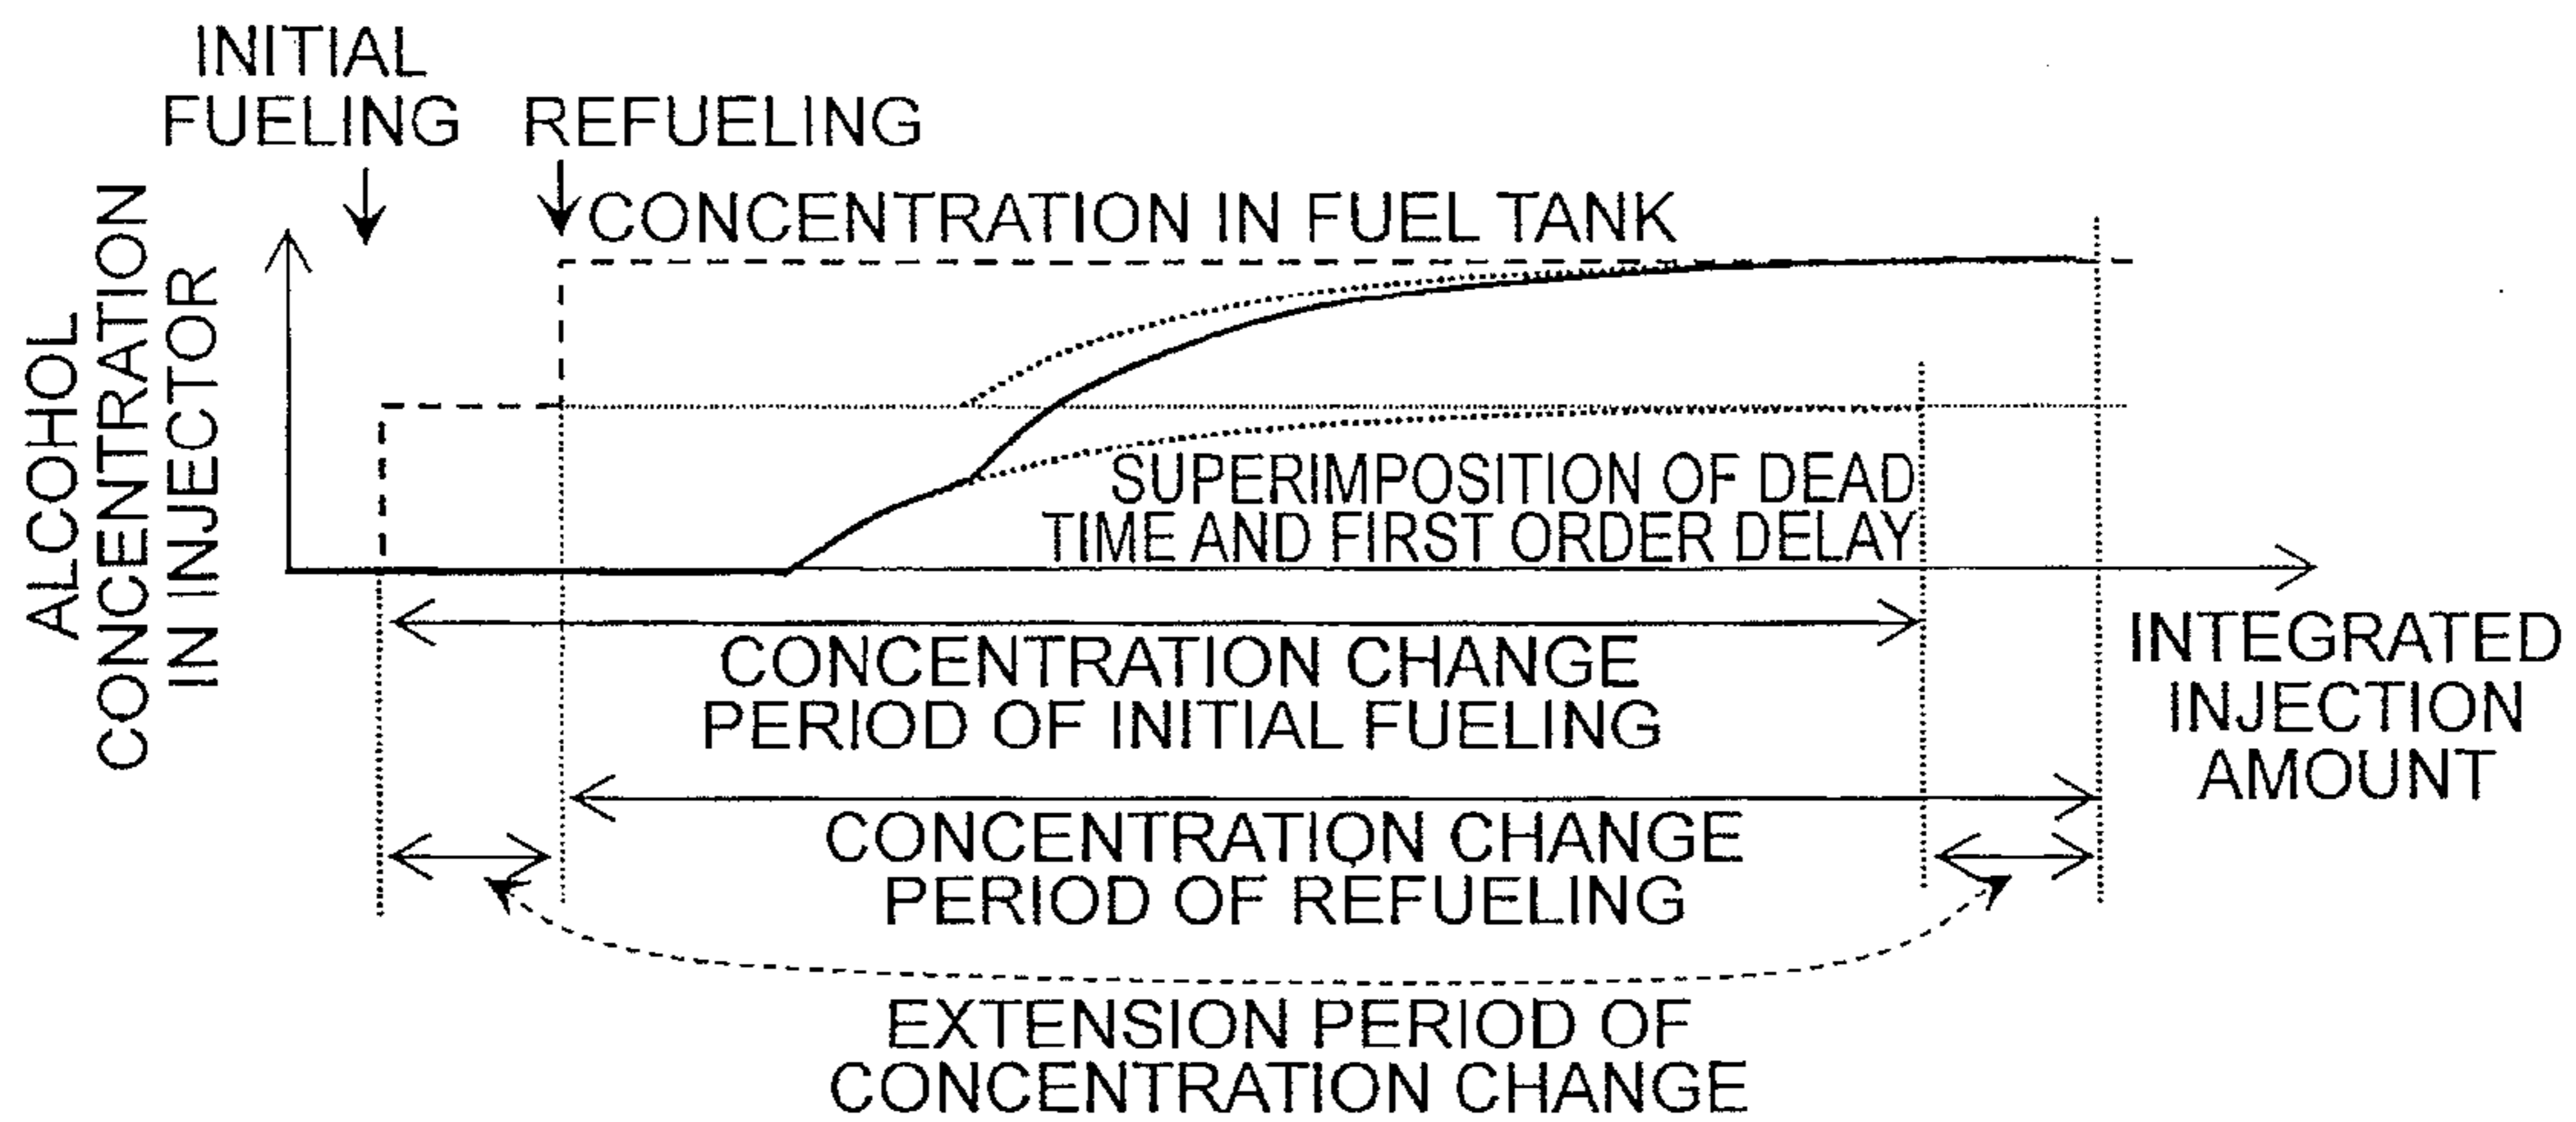 INITIAL
FUELING
REFUELING
CONCENTRATION IN FUEL TANK
ALCOHOL
CONCENTRATION
IN INJECTOR
SUPERIMPOSITION OF DEAD
TIME AND FIRST ORDER DELAY
CONCENTRATION CHANGE
PERIOD OF INITIAL FUELING
INTEGRATED
INJECTION
AMOUNT
CONCENTRATION CHANGE
PERIOD OF REFUELING
EXTENSION PERIOD OF
CONCENTRATION CHANGE